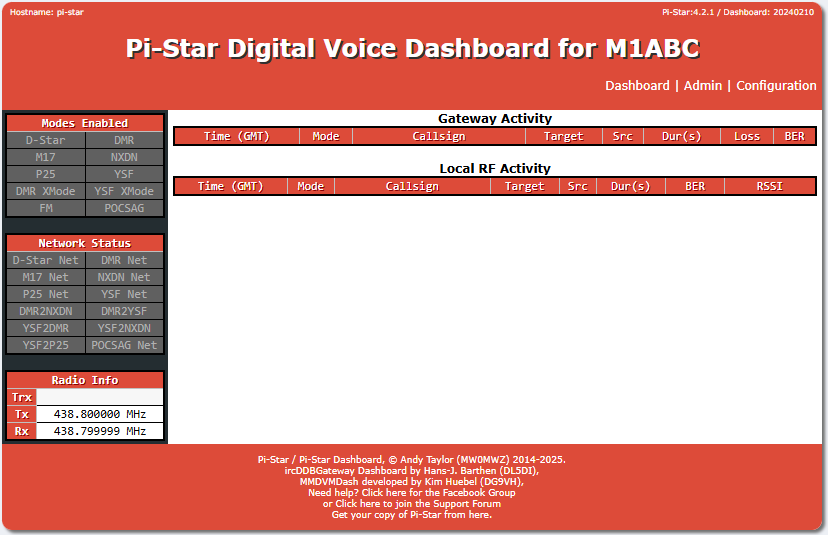 Hostname: pi-star
Pi-Star:4.2.1 / Dashboard: 20240210
Pi-Star Digital Voice Dashboard for M1ABC
Dashboard | Admin | Configuration
Modes Enabled
D-Star DMR
M17 NXDN
P25 YSF
DMR XMode YSF XMode
FM POCSAG
Network Status
D-Star Net DMR Net
M17 Net NXDN Net
P25 Net YSF Net
DMR2NXDN DMR2YSF
YSF2DMR YSF2NXDN
YSF2P25 POCSAG Net
Radio Info
Trx
Tx 438.800000 MHz
Rx 438.799999 MHz
Gateway Activity
Time (GMT) Mode Callsign Target Src Dur(s) Loss BER
Local RF Activity
Time (GMT) Mode Callsign Target Src Dur(s) BER RSSI
Pi-Star / Pi-Star Dashboard, © Andy Taylor (MW0MWZ) 2014-2025.
ircDDBGateway Dashboard by Hans-J. Barthen (DL5DI),
MMDVMDash developed by Kim Huebel (DG9VH),
Need help? Click here for the Facebook Group
or Click here to join the Support Forum
Get your copy of Pi-Star from here.